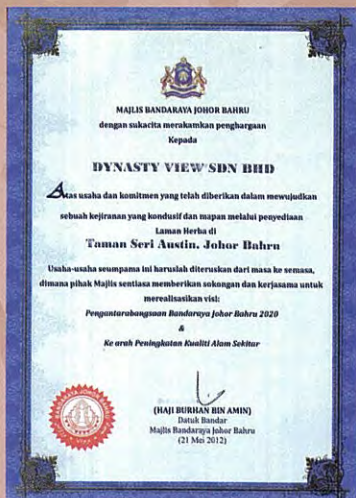 MAJLIS BANDARAYA JOHOR BAHRU
dengan sukacita merakamkan penghargaan
Kepada
DYNASTY VIEW SDN BHD
Atas usaha dan komitmen yang telah diberikan dalam mewujudkan
sebuah kejiranan yang kondusif dan mapan melalui penyediaan
Laman Herba di
Taman Seri Austin, Johor Bahru
Usaha-usaha seumpama ini haruslah diteruskan dari masa ke semasa,
dimana pihak Majlis sentiasa memberikan sokongan dan kerjasama untuk
merealisasikan visi:
Pengantarabangsaan Bandaraya Johor Bahru 2020
&
Ke arah Peningkatan Kualiti Alam Sekitar
(HAJI BURHAN BIN AMIN)
Datuk Bandar
Majlis Bandaraya Johor Bahru
(21 Mei 2012)